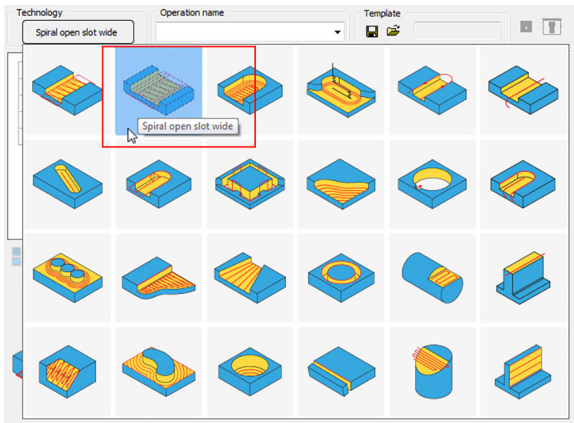 Technology
Operation name
Template
Spiral open slot wide
Spiral open slot wide